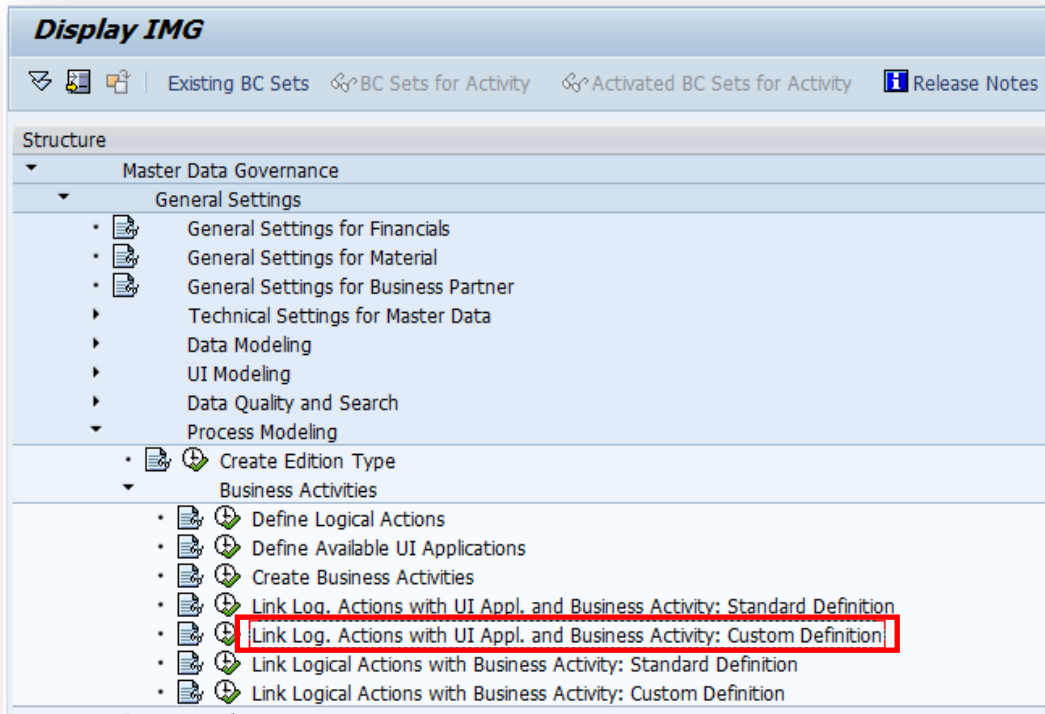 Display IMG
Existing BC Sets BC Sets for Activity Activated BC Sets for Activity Release Notes
Structure
Master Data Governance
General Settings
General Settings for Financials
General Settings for Material
General Settings for Business Partner
Technical Settings for Master Data
Data Modeling
UI Modeling
Data Quality and Search
Process Modeling
Create Edition Type
Business Activities
Define Logical Actions
Define Available UI Applications
Create Business Activities
Link Log. Actions with UI Appl. and Business Activity: Standard Definition
Link Log. Actions with UI Appl. and Business Activity: Custom Definition
Link Logical Actions with Business Activity: Standard Definition
Link Logical Actions with Business Activity: Custom Definition